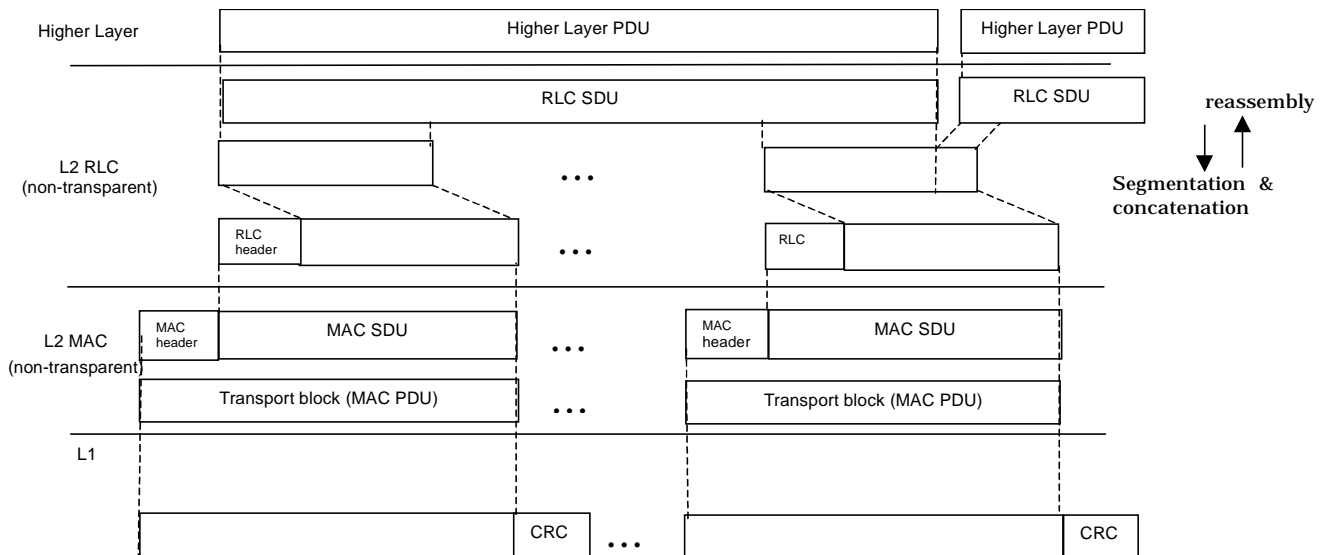 Higher Layer
Higher Layer PDU
Higher Layer PDU
RLC SDU
RLC SDU
reassembly
L2 RLC
(non-transparent)
...
Segmentation &
concatenation
RLC
header
...
RLC
L2 MAC
(non-transparent)
MAC
header
MAC SDU
...
MAC
header
MAC SDU
Transport block (MAC PDU)
...
Transport block (MAC PDU)
L1
CRC
...
CRC